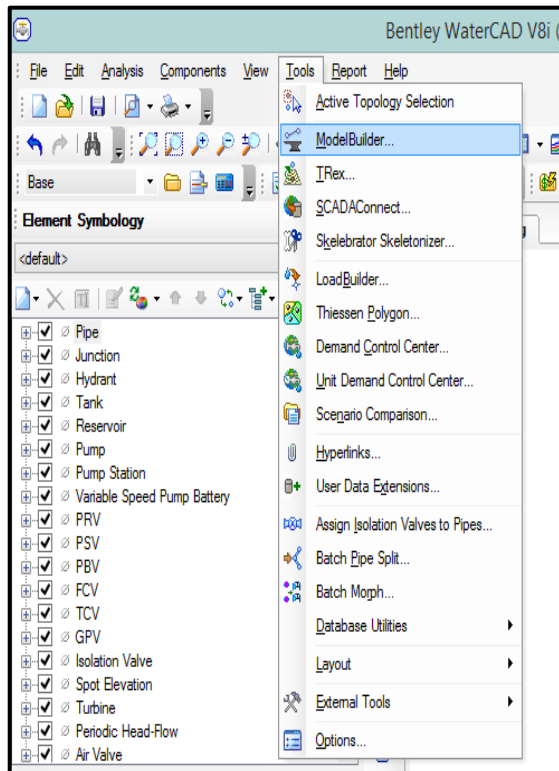 Bentley WaterCAD V8i (
File Edit Analysis Components View Tools Report Help
Base
Element Symbology
<default>
Pipe
Junction
Hydrant
Tank
Reservoir
Pump
Pump Station
Variable Speed Pump Battery
PRV
PSV
PBV
FCV
TCV
GPV
Isolation Valve
Spot Elevation
Turbine
Periodic Head-Flow
Air Valve
Active Topology Selection
ModelBuilder...
TRex...
SCADAConnect...
Skelebrator Skeletonizer...
LoadBuilder...
Thiessen Polygon...
Demand Control Center...
Unit Demand Control Center...
Scenario Comparison...
Hyperlinks...
User Data Extensions...
Assign Isolation Valves to Pipes...
Batch Pipe Split...
Batch Morph...
Database Utilities
Layout
External Tools
Options...